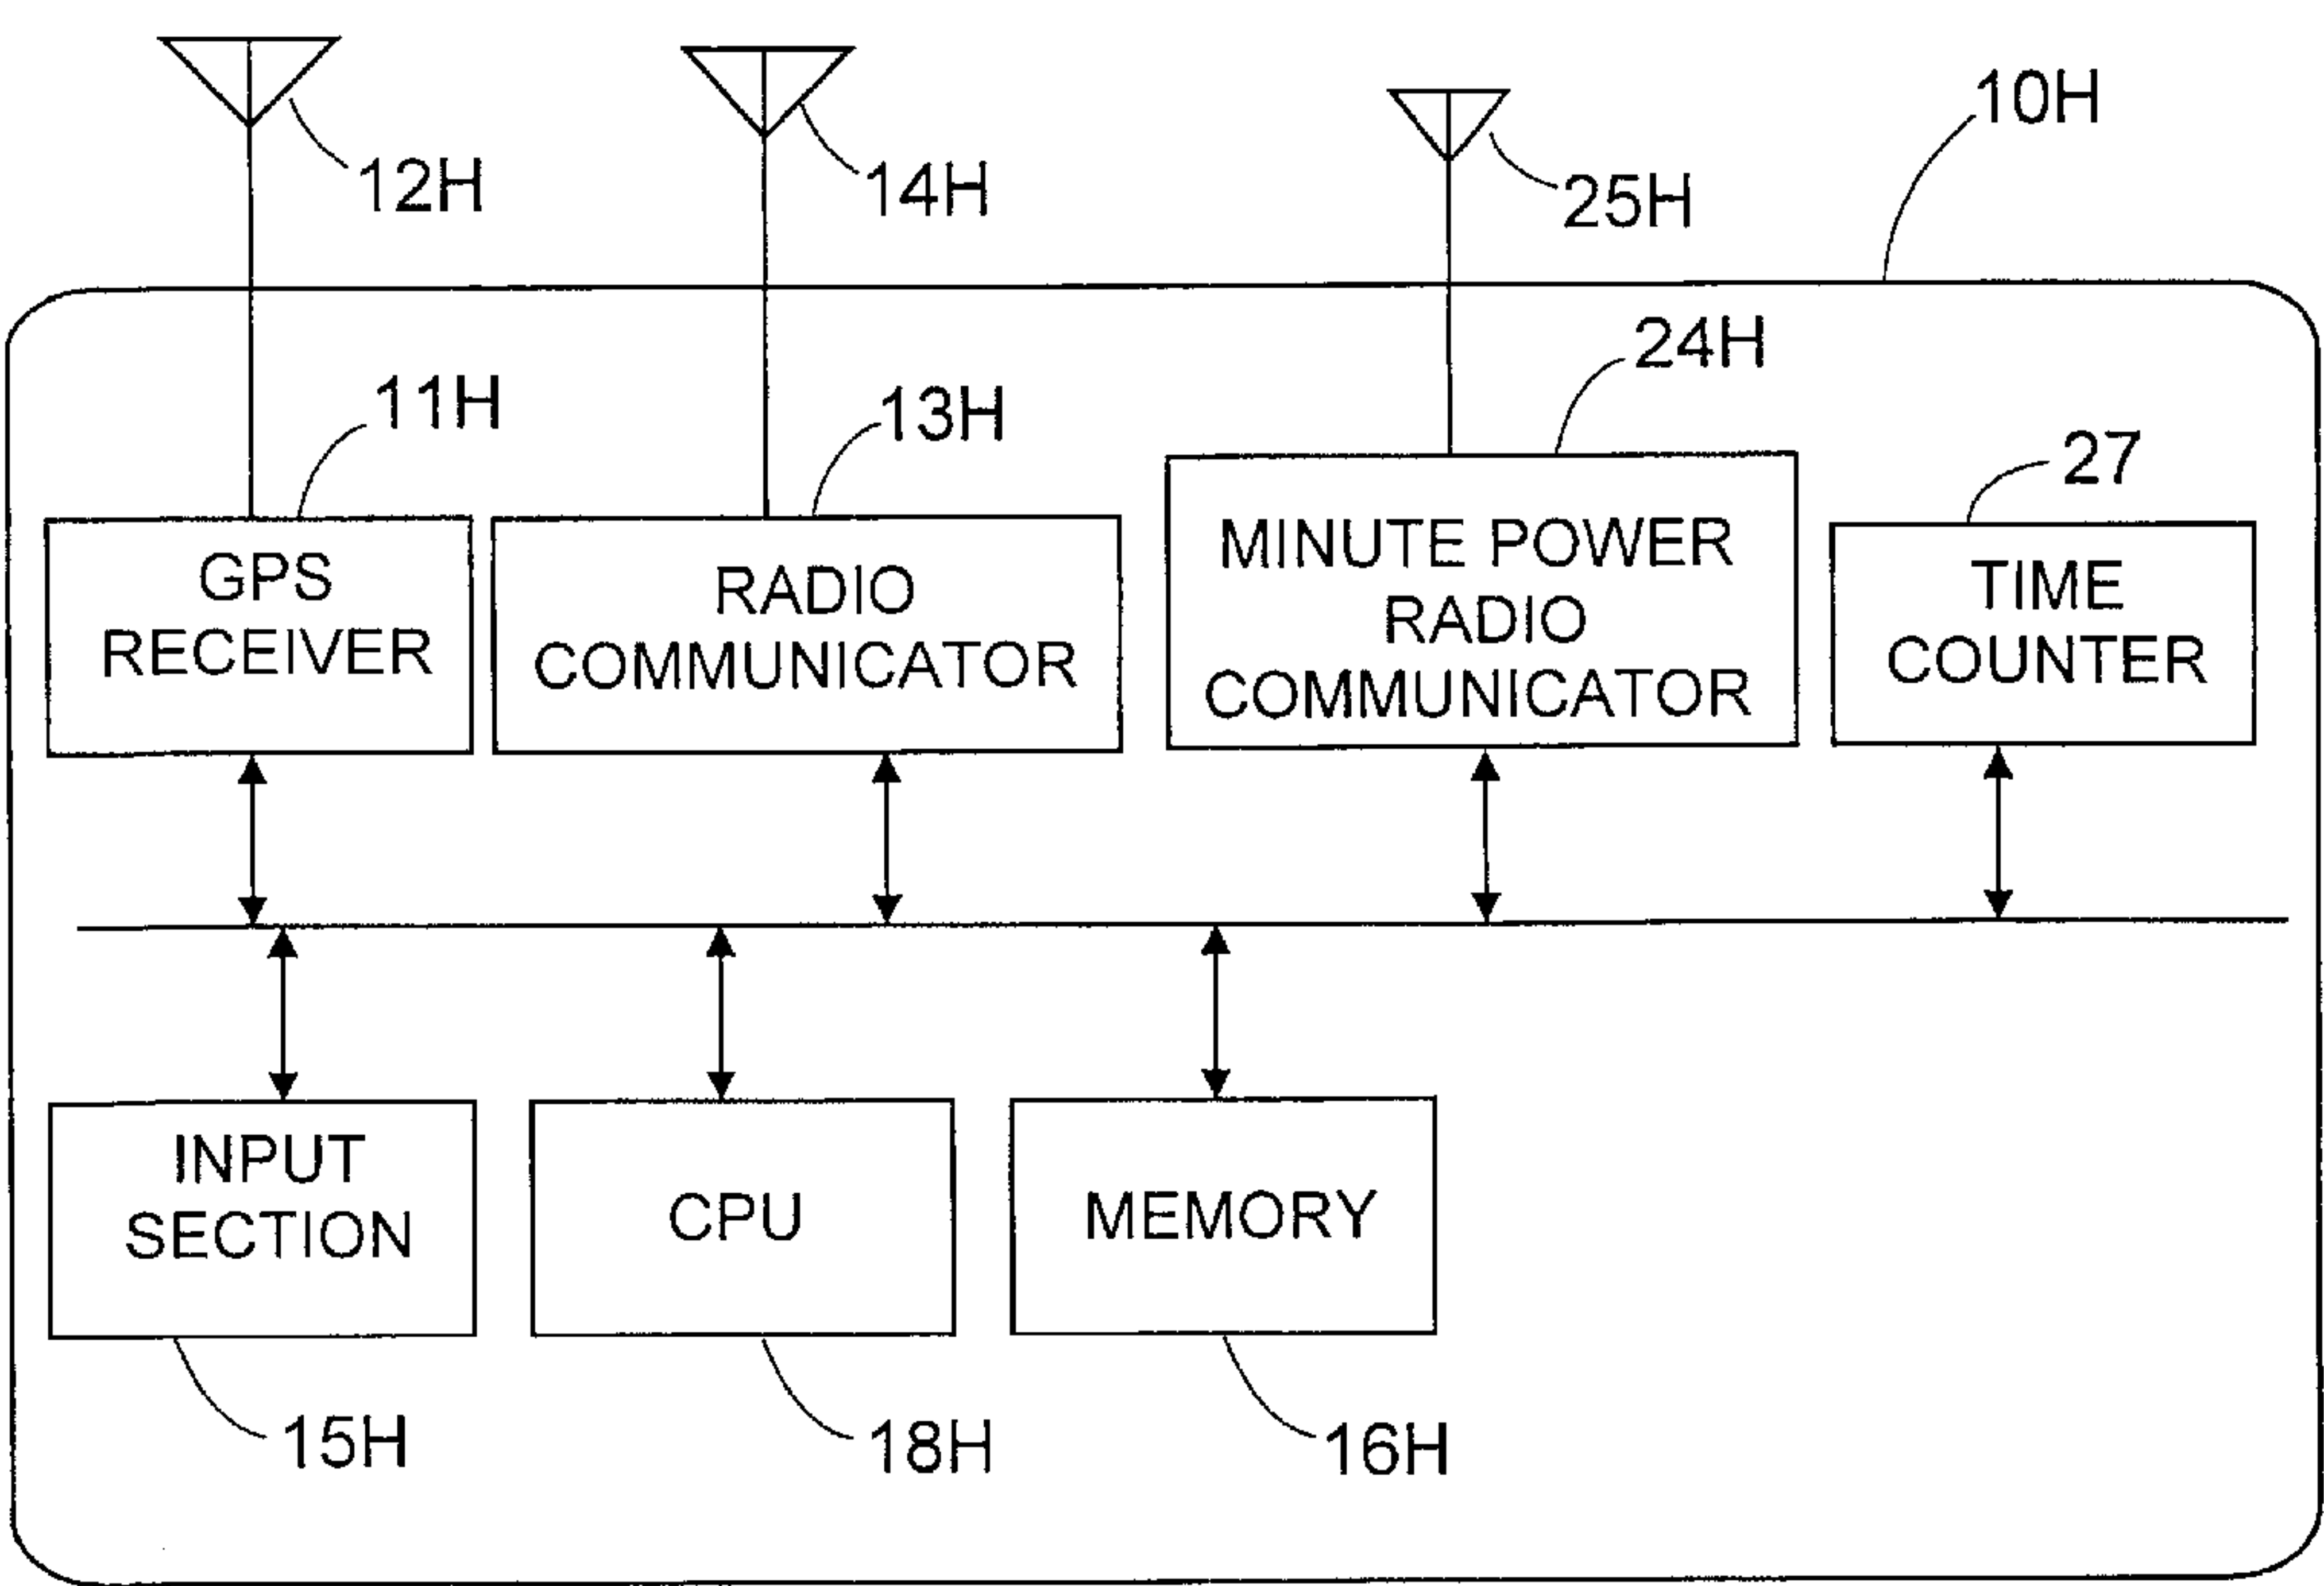 12H
14H
25H
10H
11H
13H
24H
27
GPS
RECEIVER
RADIO
COMMUNICATOR
MINUTE POWER
RADIO
COMMUNICATOR
TIME
COUNTER
INPUT
SECTION
CPU
MEMORY
15H
18H
16H